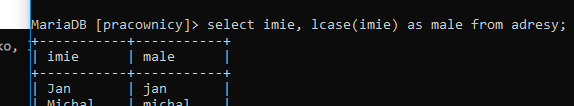 MariaDB [pracownicy]> select imie, lcase(imie) as male from adresy;
ko,
+-----------+-----------+
| imie | male |
+-----------+-----------+
| Jan | jan |
| Michal | michal |